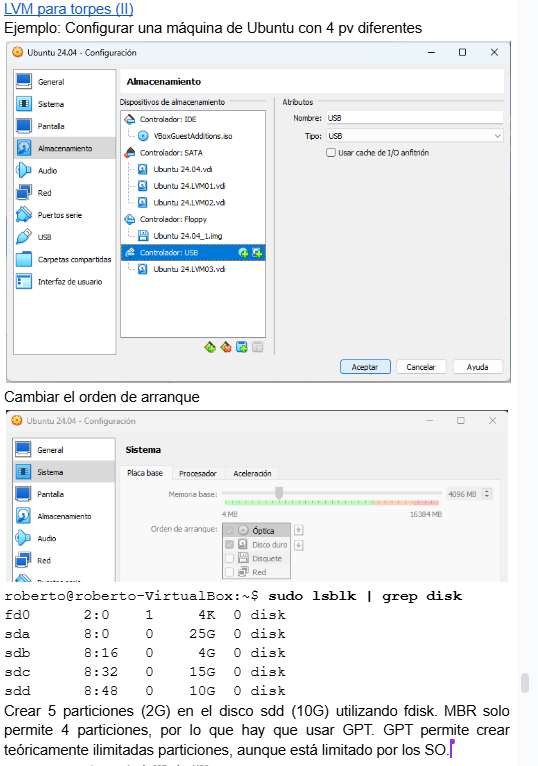 LVM para torpes (II)
Ejemplo: Configurar una máquina de Ubuntu con 4 pv diferentes
Ubuntu 24.04 - Configuración
General
Sistema
Pantalla
Almacenamiento
Audio
Red
Puertos serie
USB
Carpetas compartidas
Interfaz de usuario
Almacenamiento
Dispositivos de almacenamiento
Controlador: IDE
VBoxGuestAdditions.iso
Controlador: SATA
Ubuntu 24.04.vdi
Ubuntu 24.LVM01.vdi
Ubuntu 24.LVM02.vdi
Controlador: Floppy
Ubuntu 24.04_1.img
Controlador: USB
Ubuntu 24.LVM03.vdi
Atributos
Nombre: USB
Tipo: USB
Usar cache de I/O anfitrión
Aceptar Cancelar Ayuda
Cambiar el orden de arranque
Ubuntu 24.04 - Configuración
General
Sistema
Pantalla
Almacenamiento
Audio
Red
Sistema
Placa base Procesador Aceleración
Memoria base: 4096 MB
4 MB 16384 MB
Orden de arranque: Óptica
Disco duro
Disquete
Red
roberto@roberto-VirtualBox:~$ sudo lsblk | grep disk
fd0 2:0 1 4K 0 disk
sda 8:0 0 25G 0 disk
sdb 8:16 0 4G 0 disk
sdc 8:32 0 15G 0 disk
sdd 8:48 0 10G 0 disk
Crear 5 particiones (2G) en el disco sdd (10G) utilizando fdisk. MBR solo
permite 4 particiones, por lo que hay que usar GPT. GPT permite crear
teóricamente ilimitadas particiones, aunque está limitado por los SO.